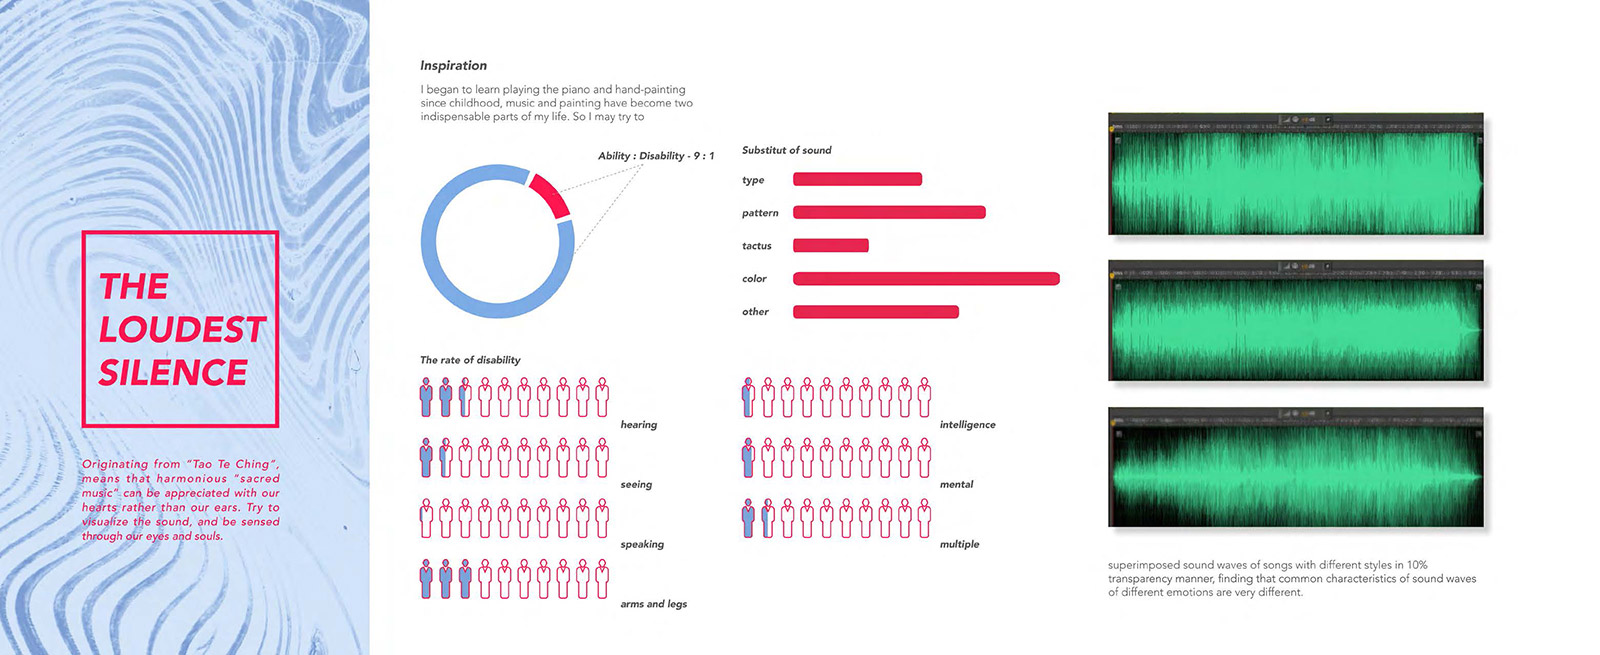 THE
LOUDEST
SILENCE
Originating from “Tao Te Ching”,
means that harmonious “sacred
music” can be appreciated with our
hearts rather than our ears. Try to
visualize the sound, and be sensed
through our eyes and souls.
Inspiration
I began to learn playing the piano and hand-painting
since childhood, music and painting have become two
indispensable parts of my life. So I may try to
Ability : Disability - 9 : 1
Substitut of sound
type
pattern
tactus
color
other
The rate of disability
hearing
seeing
speaking
arms and legs
intelligence
mental
multiple
superimposed sound waves of songs with different styles in 10%
transparency manner, finding that common characteristics of sound waves
of different emotions are very different.